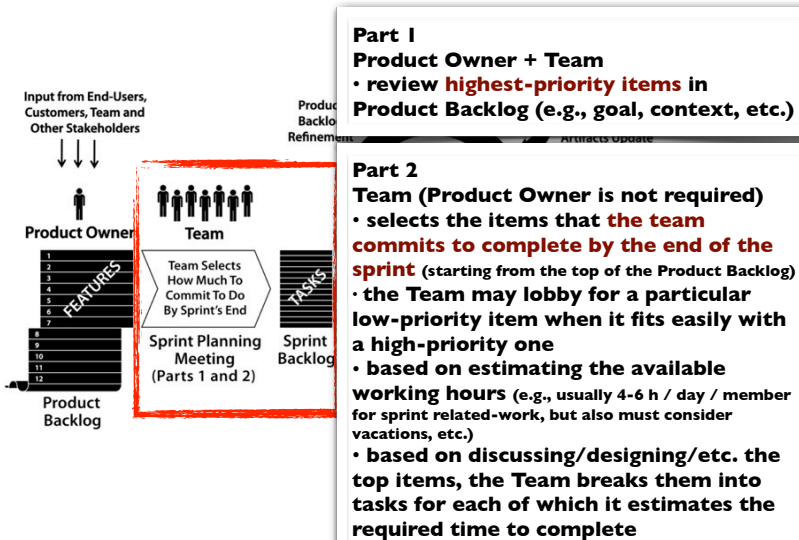 Input from End-Users,
Customers, Team and
Other Stakeholders
Product Owner
Team
1
2
3
4
5
6
7
8
9
10
11
12
FEATURES
Team Selects
How Much To
Commit To Do
By Sprint's End
TASKS
Sprint Planning
Meeting
(Parts 1 and 2)
Sprint
Backlog
Product
Backlog
Refinement
Artifacts Update
Part 1
Product Owner + Team
• review highest-priority items in
Product Backlog (e.g., goal, context, etc.)
Part 2
Team (Product Owner is not required)
• selects the items that the team
commits to complete by the end of the
sprint (starting from the top of the Product Backlog)
• the Team may lobby for a particular
low-priority item when it fits easily with
a high-priority one
• based on estimating the available
working hours (e.g., usually 4-6 h / day / member
for sprint related-work, but also must consider
vacations, etc.)
• based on discussing/designing/etc. the
top items, the Team breaks them into
tasks for each of which it estimates the
required time to complete